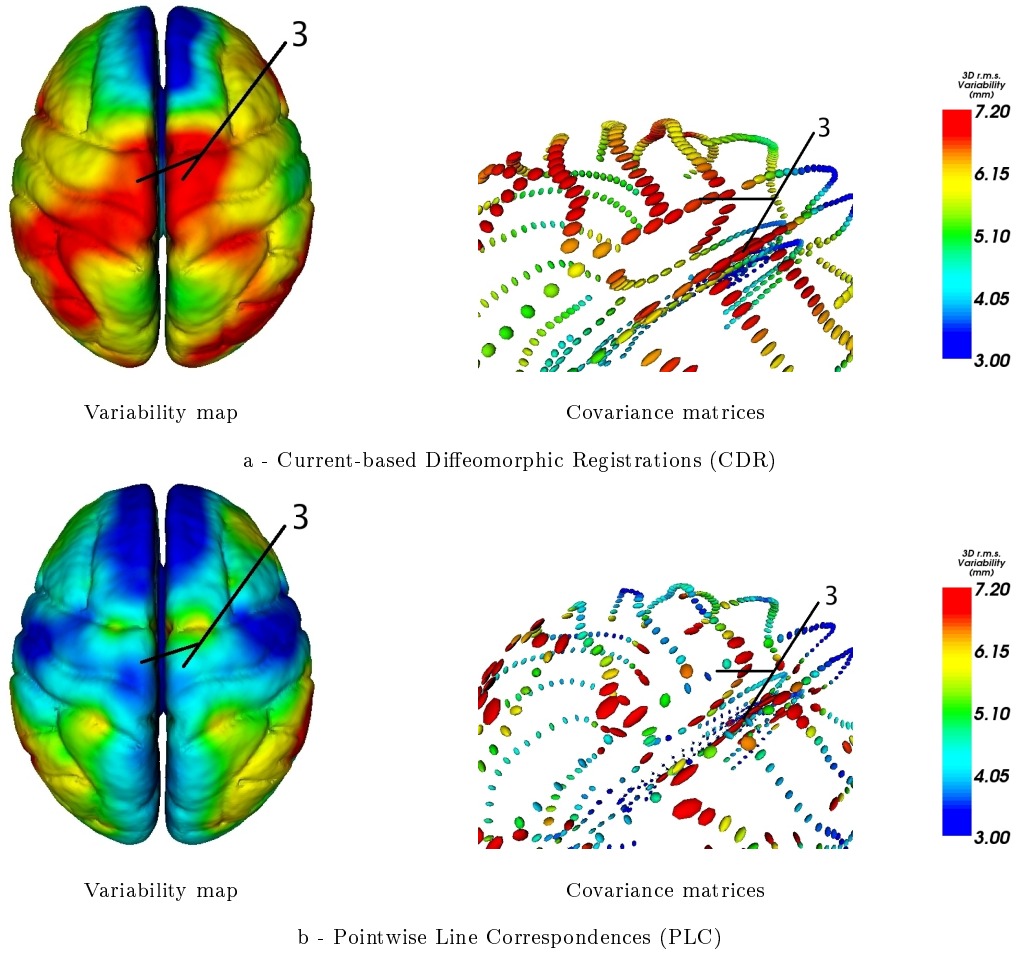 3
3
3D r.m.s.
Variability
(mm)
7.20
6.15
5.10
4.05
3.00
Variability map
Covariance matrices
a - Current-based Diffeomorphic Registrations (CDR)
3
3
3D r.m.s.
Variability
(mm)
7.20
6.15
5.10
4.05
3.00
Variability map
Covariance matrices
b - Pointwise Line Correspondences (PLC)